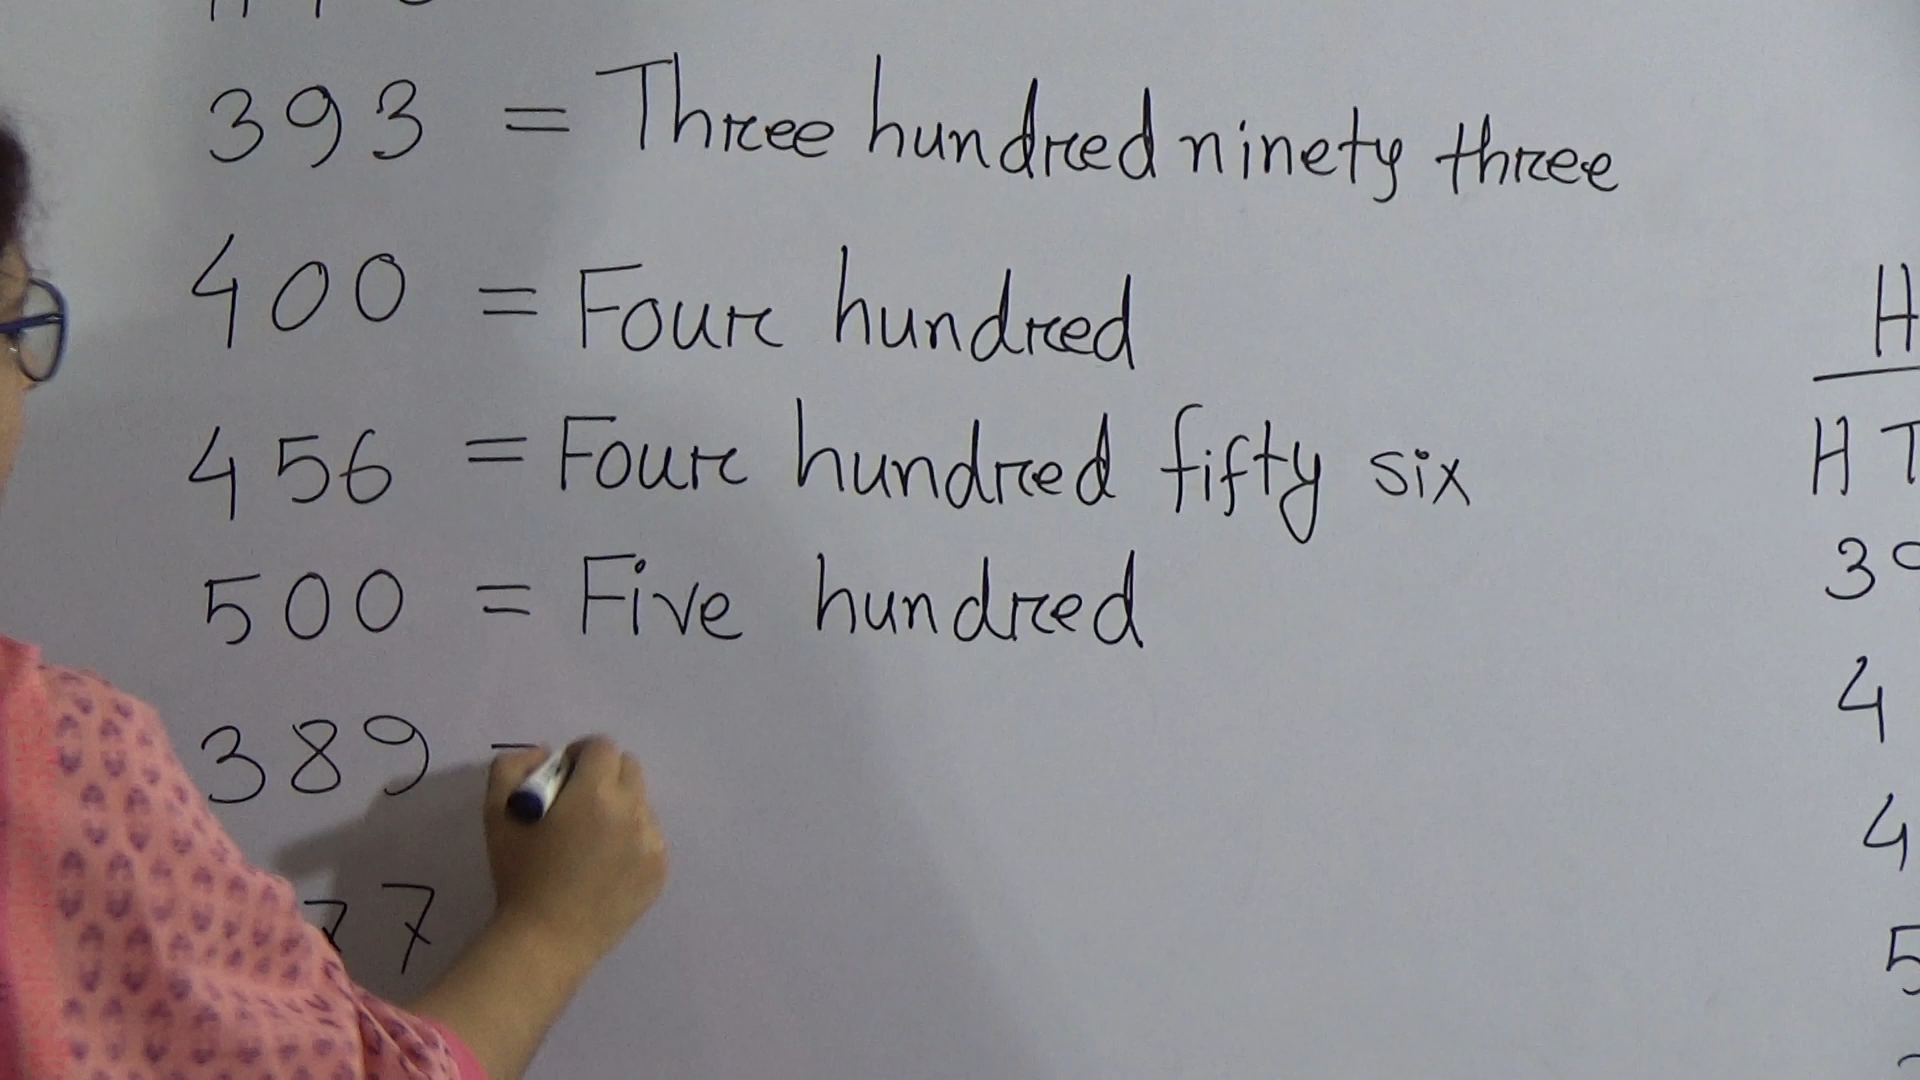 393 = Three hundred ninety three
400 = Four hundred
456 = Four hundred fifty six
500 = Five hundred
389 =
77
H
H T
3
4
4
5